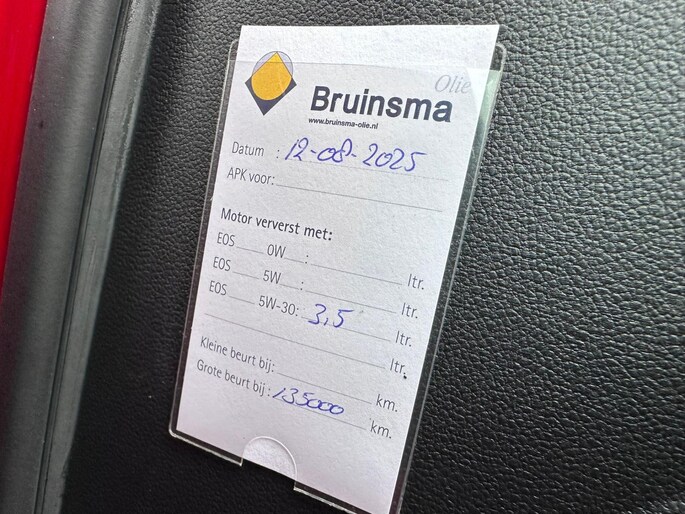 Olie
Bruinsma
www.bruinsma-olie.nl
Datum : 12-08-2025
APK voor:
Motor ververst met:
EOS 0W : ltr.
EOS 5W : ltr.
EOS 5W-30: 3,5 ltr.
ltr.
Kleine beurt bij: km.
Grote beurt bij: 135000 km.